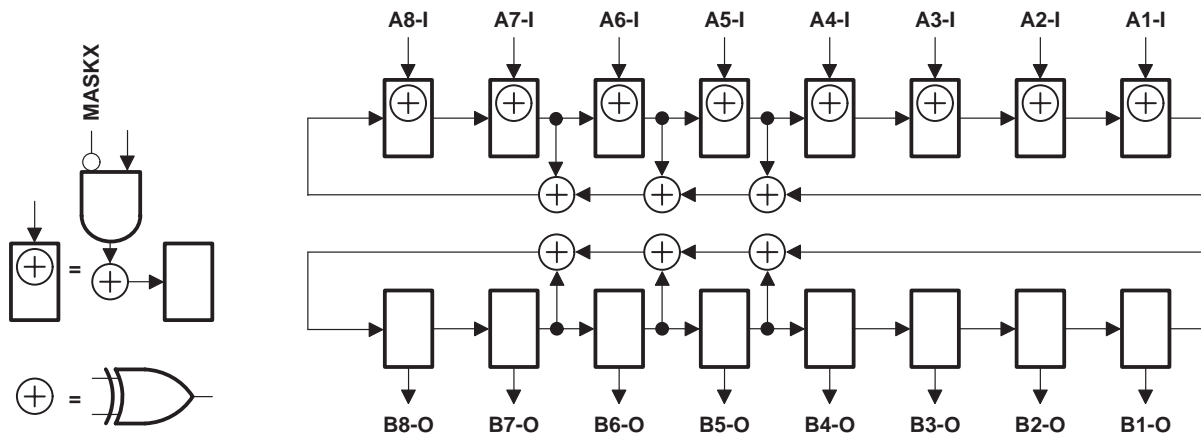 A8-I A7-I A6-I A5-I A4-I A3-I A2-I A1-I
MASKX
=
=
B8-O B7-O B6-O B5-O B4-O B3-O B2-O B1-O